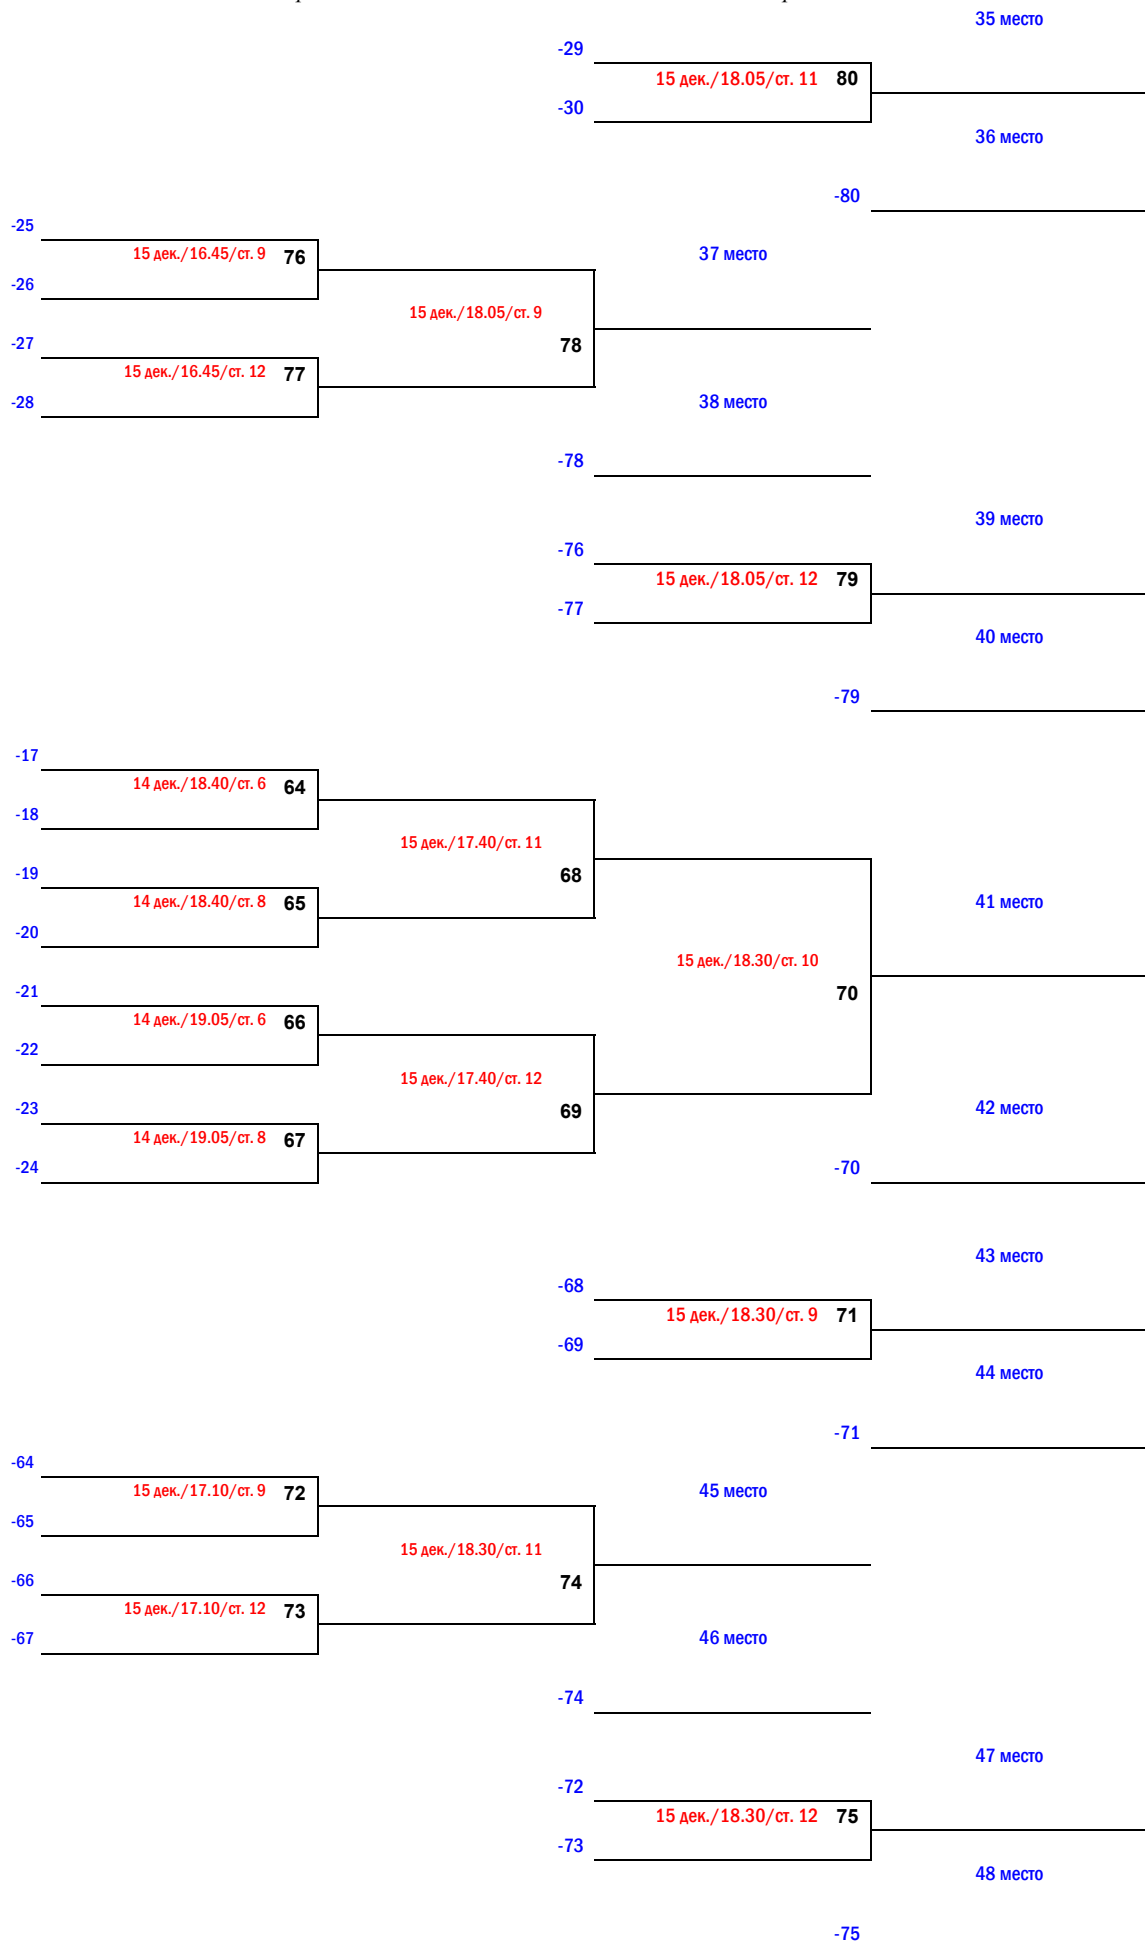 35 место
-29
15 дек./18.05/ст. 11 80
-30
36 место
-80
-25
15 дек./16.45/ст. 9 76
37 место
-26
15 дек./18.05/ст. 9
-27
78
15 дек./16.45/ст. 12 77
-28
38 место
-78
39 место
-76
15 дек./18.05/ст. 12 79
-77
40 место
-79
-17
14 дек./18.40/ст. 6 64
-18
15 дек./17.40/ст. 11
-19
68
14 дек./18.40/ст. 8 65
41 место
-20
15 дек./18.30/ст. 10
-21
70
14 дек./19.05/ст. 6 66
-22
15 дек./17.40/ст. 12
-23
69
42 место
14 дек./19.05/ст. 8 67
-24
-70
43 место
-68
15 дек./18.30/ст. 9 71
-69
44 место
-71
-64
15 дек./17.10/ст. 9 72
45 место
-65
15 дек./18.30/ст. 11
-66
74
15 дек./17.10/ст. 12 73
-67
46 место
-74
47 место
-72
15 дек./18.30/ст. 12 75
-73
48 место
-75